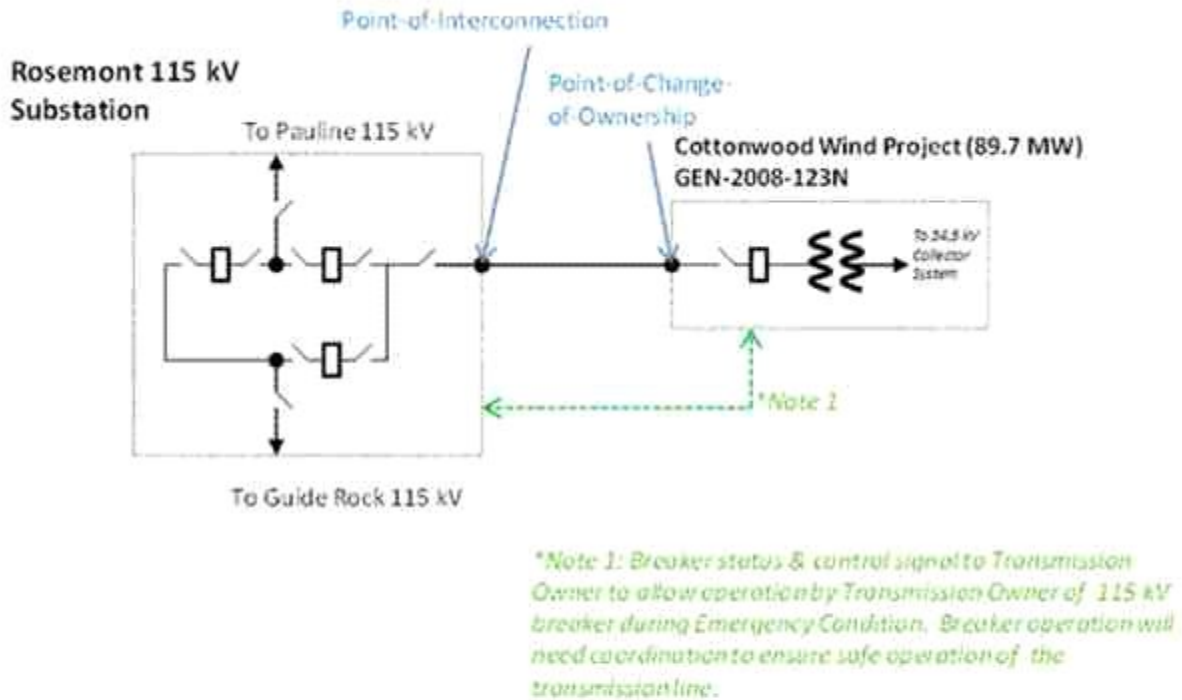 Point-of-Interconnection
Rosemont 115 kV
Substation
Point-of-Change-
of-Ownership
To Pauline 115 kV
Cottonwood Wind Project (89.7 MW)
GEN-2008-123N
To 34.5 kV
Collector
System
*Note 1
To Guide Rock 115 kV
*Note 1: Breaker status & control signal to Transmission
Owner to allow operation by Transmission Owner of 115 kV
breaker during Emergency Condition. Breaker operation will
need coordination to ensure safe operation of the
transmission line.